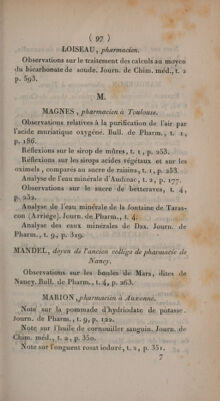 ( 97 )
LOISEAU, pharmacien.
Observations sur le traitement des calculs au moyen
du bicarbonate de soude. Journ. de Chim. méd., t. 2
p. 593.
M.
MAGNES, pharmacien à Toulouse.
Observations relatives à la purification de l'air par
l'acide muriatique oxygéné. Bull. de Pharm., t. 1,
p. 186.
Réflexions sur le sirop de mûres, t. 1, p. 253.
Réflexions sur les sirops acides végétaux et sur les
oximels, comparés au sucre de raisins, t. 1, p. 253.
Analyse de l'eau minérale d'Audinac, t. 2, p. 177.
Observations sur le sucre de betteraves, t. 4,
p. 252.
Analyse de l'eau minérale de la fontaine de Taras-
con (Arriége). Journ. de Pharm., t. 4.
Analyse des eaux minérales de Dax. Journ. de
Pharm., t. 9, p. 319.
MANDEL, doyen de l'ancien collége de pharmacie de
Nancy.
Observations sur les boules de Mars, dites de
Nancy. Bull. de Pharm., t. 4, p. 263.
MARION, pharmacien à Auxonne.
Note sur la pommade d'hydriodate de potasse.
Journ. de Pharm., t. 9, p. 122.
Note sur l'huile de cornouiller sanguin. Journ. de
Chim. méd., t. 2, p. 350.
Note sur l'onguent rosat iodure, t. 2, p. 351.
7